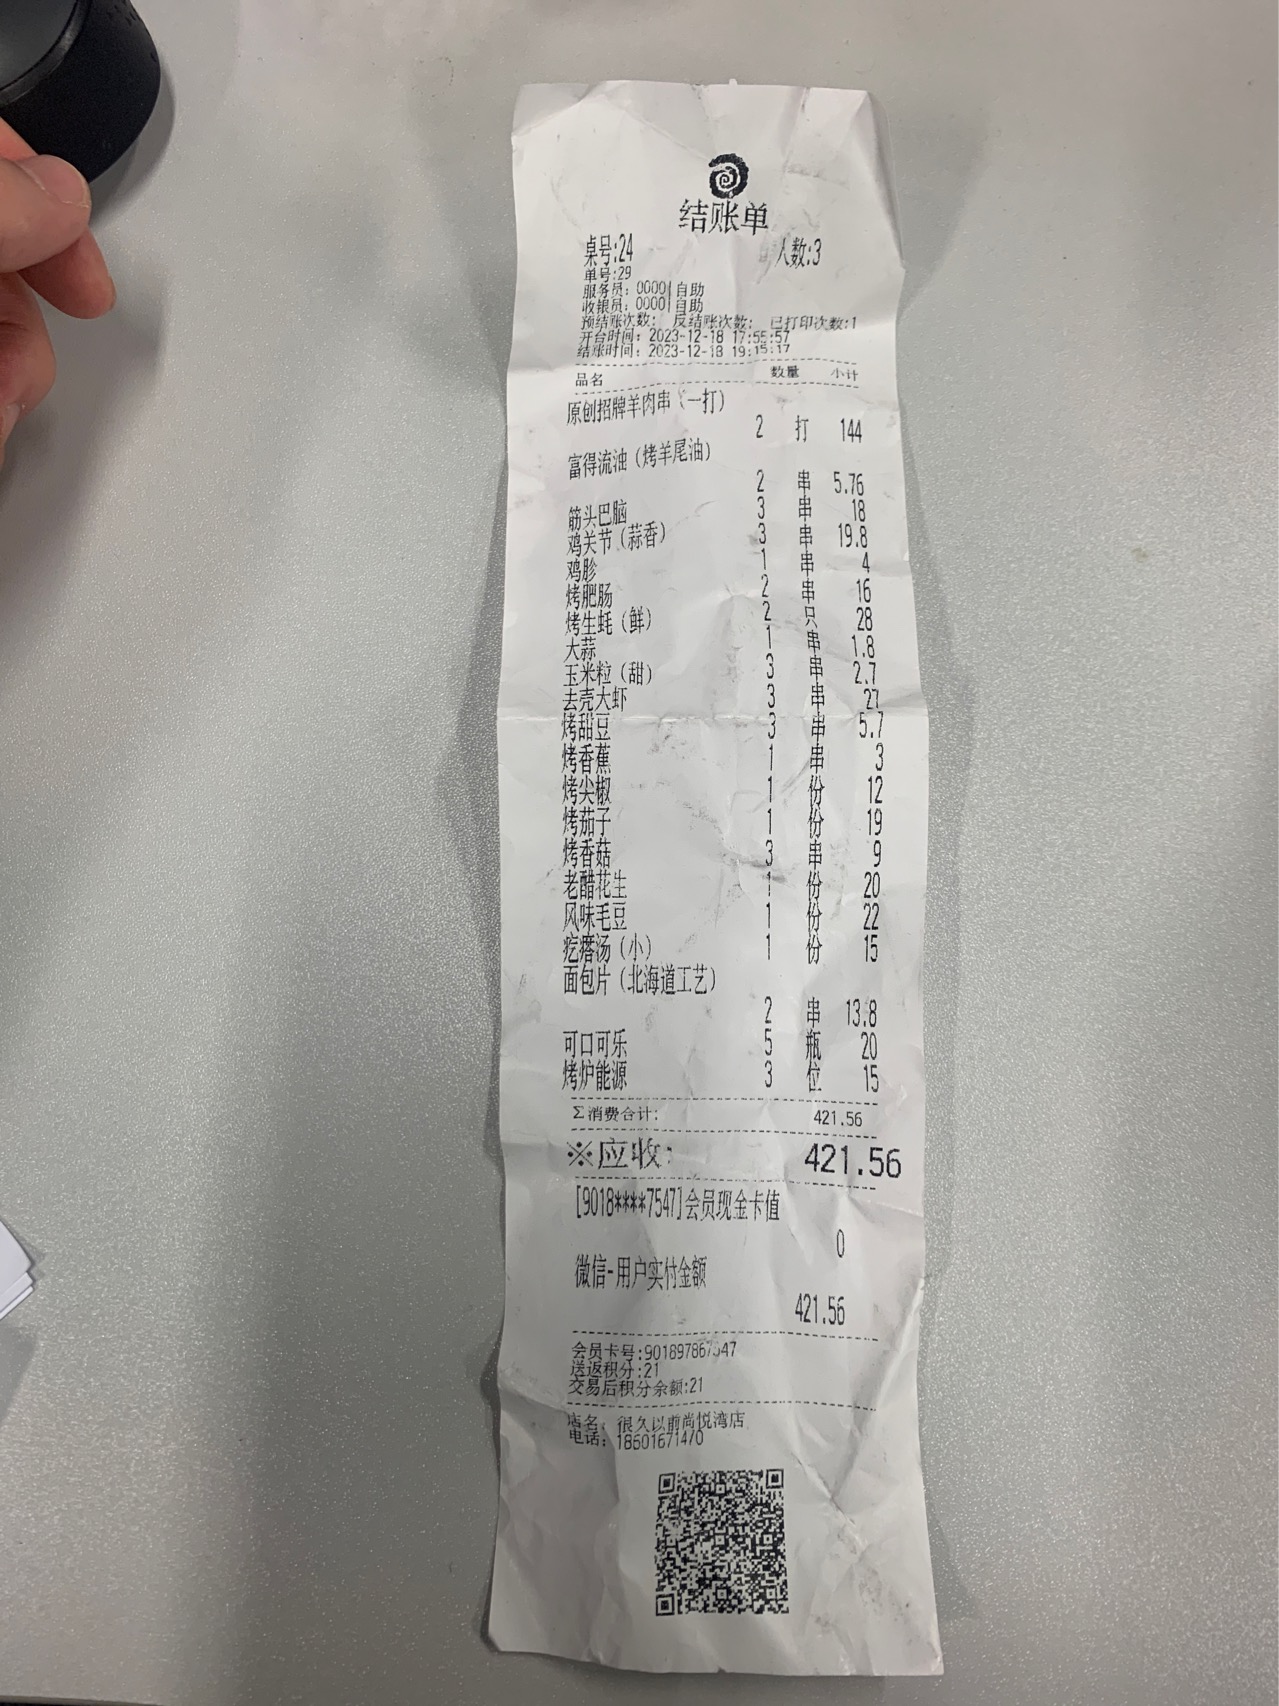 结账单
桌号:24 人数:3
单号:29
服务员: 0000|自助
收银员: 0000|自助
预结账次数: 反结账次数: 已打印次数:1
开台时间: 2023-12-18 17:55:57
结账时间: 2023-12-18 19:15:17
品名 数量 小计
原创招牌羊肉串(一打)
2 打 144
富得流油(烤羊尾油)
2 串 5.76
筋头巴脑 3 串 18
鸡关节(蒜香) 3 串 19.8
鸡胗 1 串 4
烤肥肠 2 串 16
烤生蚝(鲜) 2 只 28
大蒜 1 串 1.8
玉米粒(甜) 3 串 2.7
去壳大虾 3 串 27
烤甜豆 3 串 5.7
烤香蕉 1 串 3
烤尖椒 1 份 12
烤茄子 1 份 19
烤香菇 3 串 9
老醋花生 1 份 20
风味毛豆 1 份 22
疙瘩汤(小) 1 份 15
面包片(北海道工艺)
2 串 13.8
可口可乐 5 瓶 20
烤炉能源 3 位 15
Σ消费合计: 421.56
※应收: 421.56
[9018****7547]会员现金卡值
0
微信-用户实付金额
421.56
会员卡号:901897867547
送返积分:21
交易后积分余额:21
店名: 很久以前尚悦湾店
电话: 18601671470